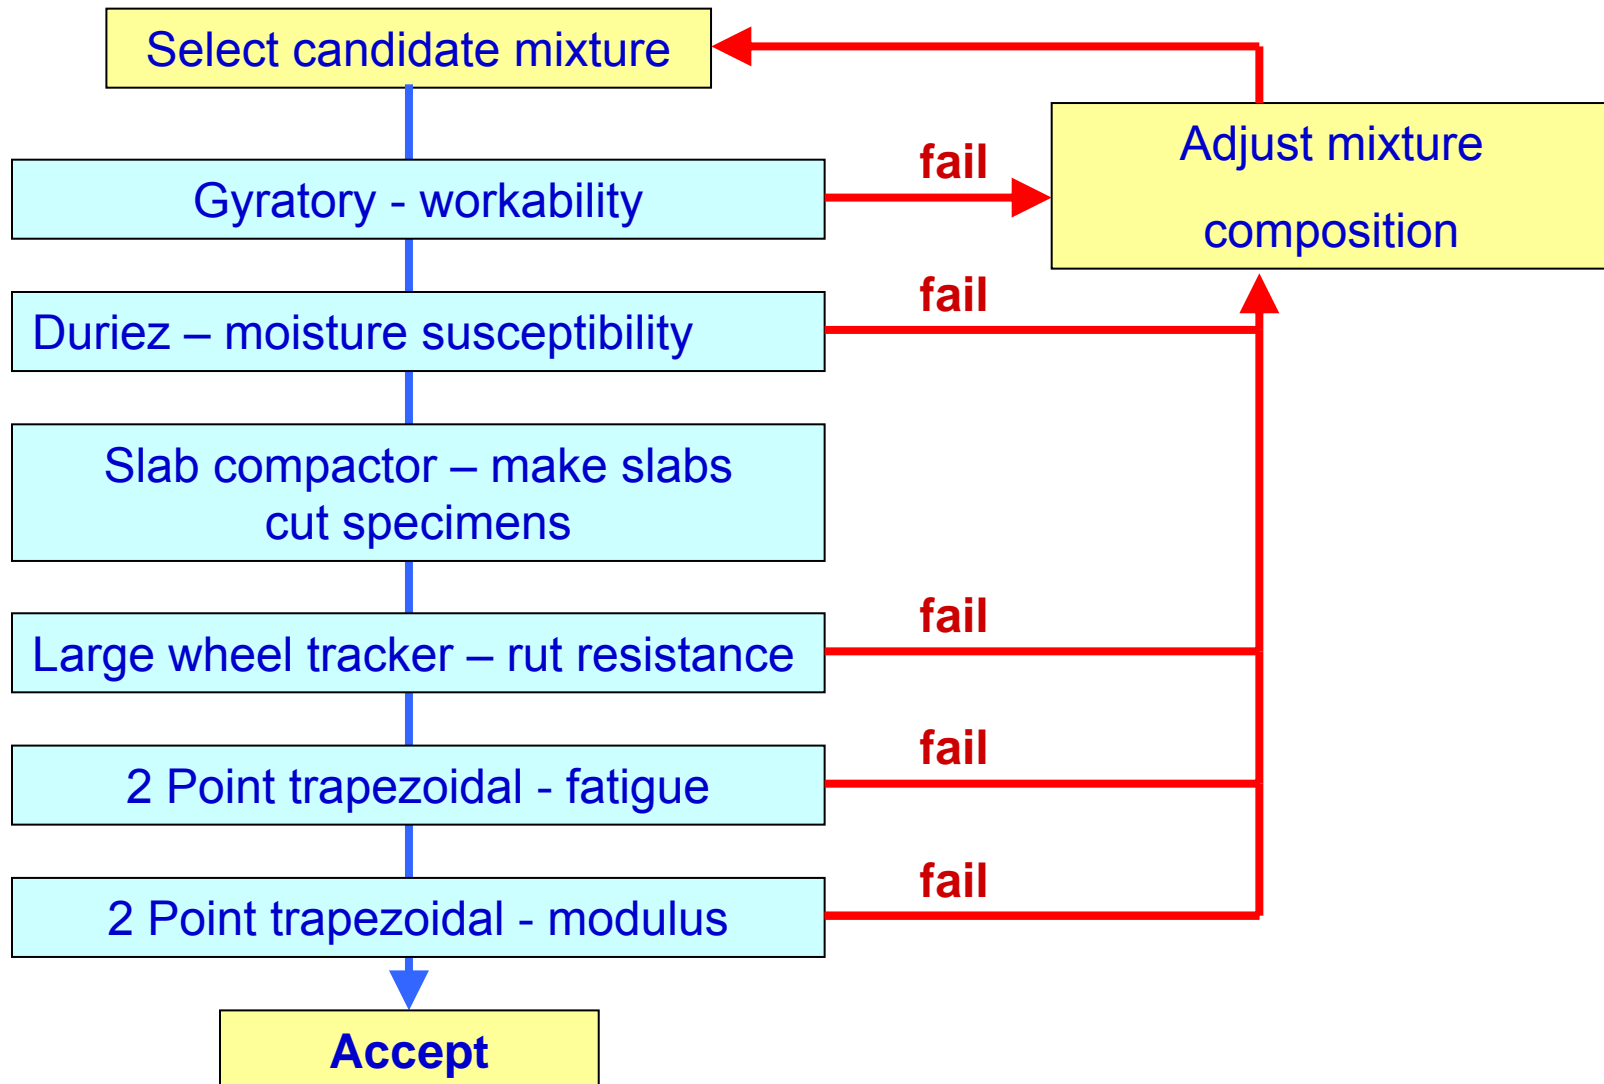 Select candidate mixture
fail
Adjust mixture
composition
Gyratory - workability
fail
Duriez – moisture susceptibility
Slab compactor – make slabs
cut specimens
fail
Large wheel tracker – rut resistance
fail
2 Point trapezoidal - fatigue
fail
2 Point trapezoidal - modulus
Accept